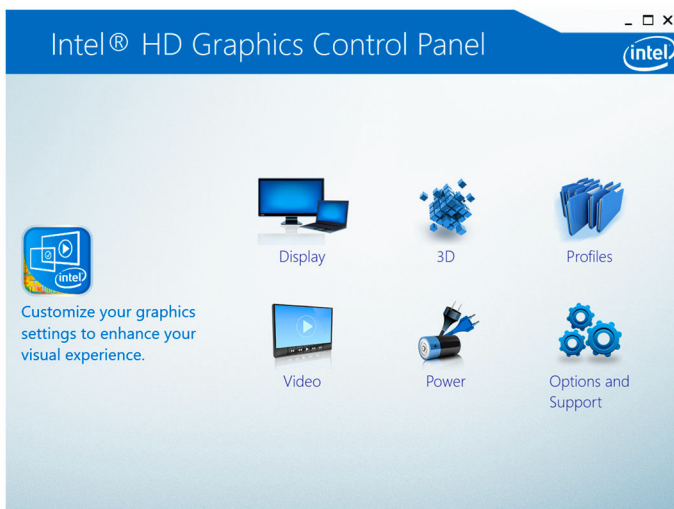 Intel® HD Graphics Control Panel
intel
Display
3D
Profiles
intel
Customize your graphics
settings to enhance your
visual experience.
Video
Power
Options and
Support